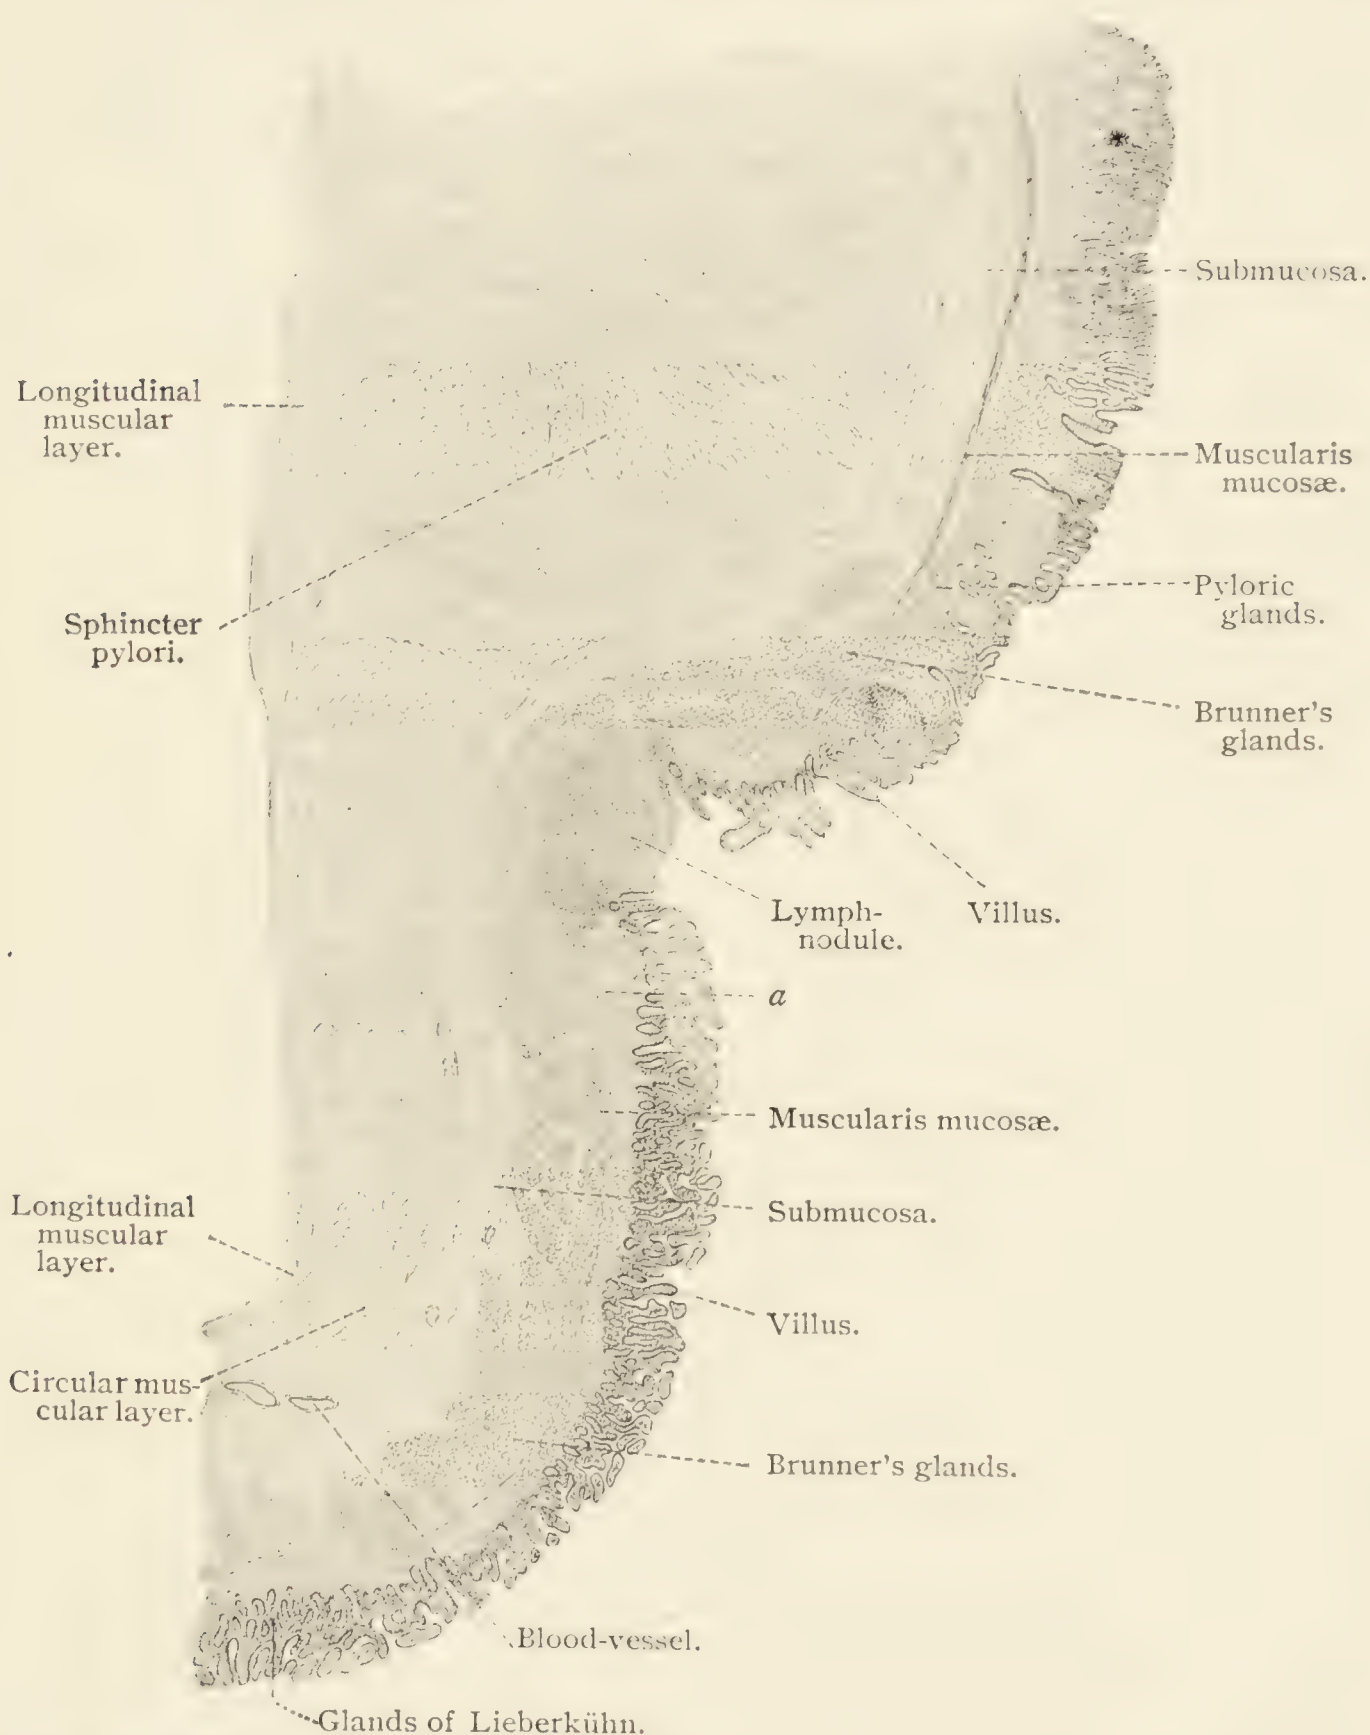 Submucosa.
Longitudinal
muscular
layer.
Muscularis
mucosæ.
Pyloric
glands.
Sphincter
pylori.
Brunner's
glands.
Lymph-
nodule.
Villus.
a
Muscularis mucosæ.
Longitudinal
muscular
layer.
Submucosa.
Villus.
Circular mus-
cular layer.
Brunner's glands.
Blood-vessel.
Glands of Lieberkühn.